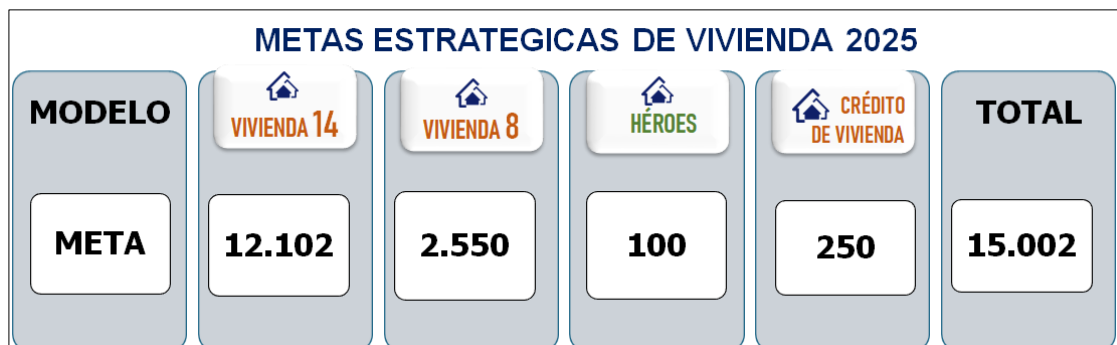 METAS ESTRATEGICAS DE VIVIENDA 2025
MODELO
VIVIENDA 14
VIVIENDA 8
HÉROES
CRÉDITO
DE VIVIENDA
TOTAL
META
12.102
2.550
100
250
15.002